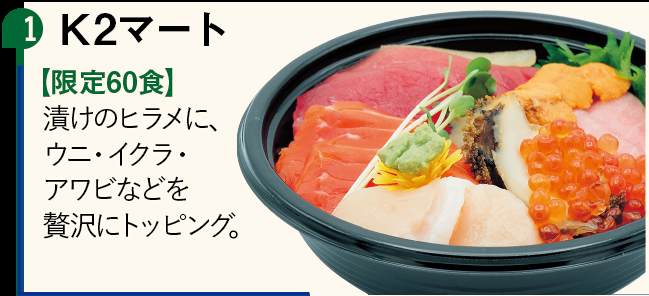 1 K2マート
【限定60食】
漬けのヒラメに、
ウニ・イクラ・
アワビなどを
贅沢にトッピング。